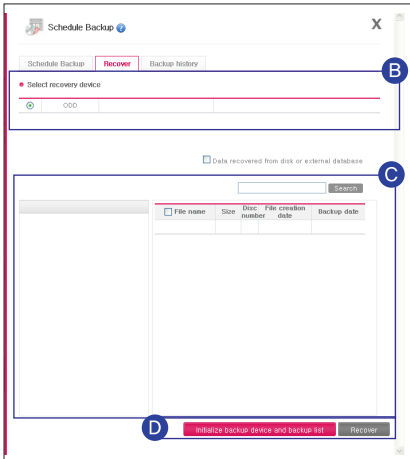 Schedule Backup ?
X
Schedule Backup Recover Backup history
B
Select recovery device
ODD
Data recovered from disk or external database
C
Search
File name Size Disc number File creation date Backup date
D
Initialize backup device and backup list Recover